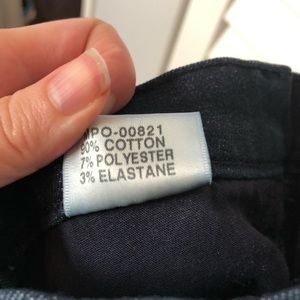 MPO-00821
90% COTTON
7% POLYESTER
3% ELASTANE